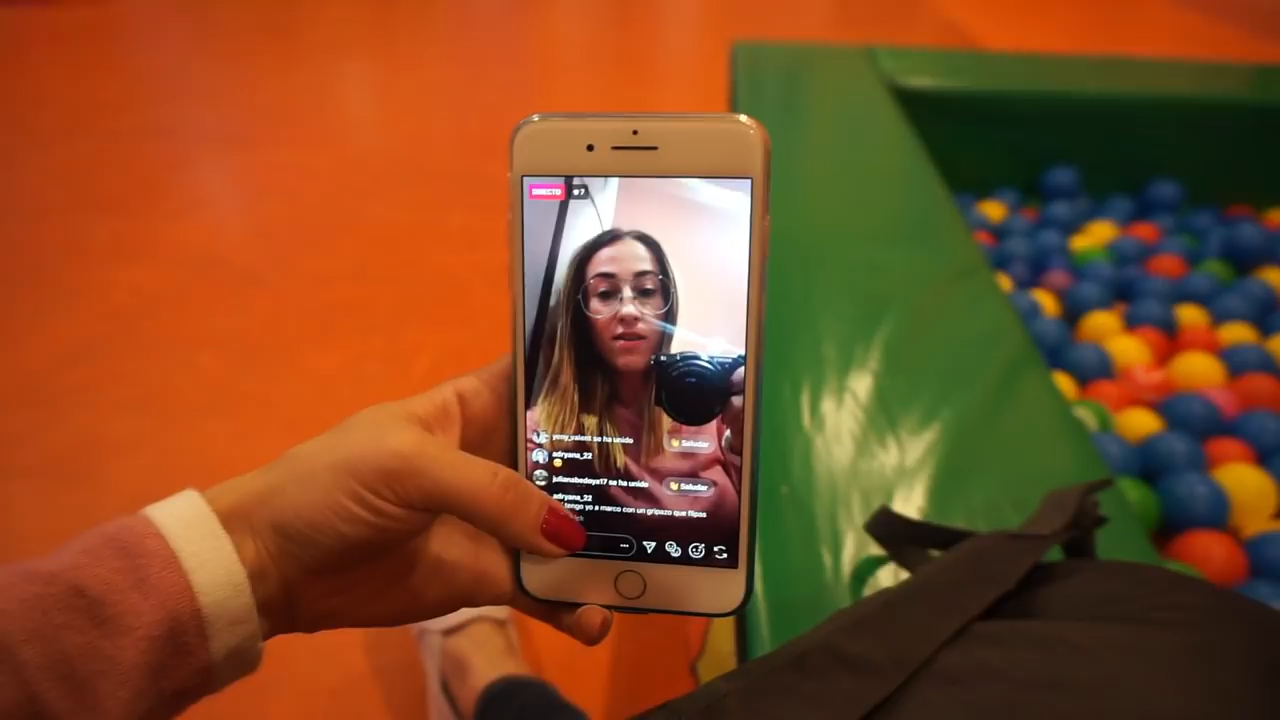 DIRECTO 7
yeny_valent se ha unido
Saludar
adryana_22
julianabedoya17 se ha unido
Saludar
adryana_22
tengo yo a marco con un gripazo que flipas